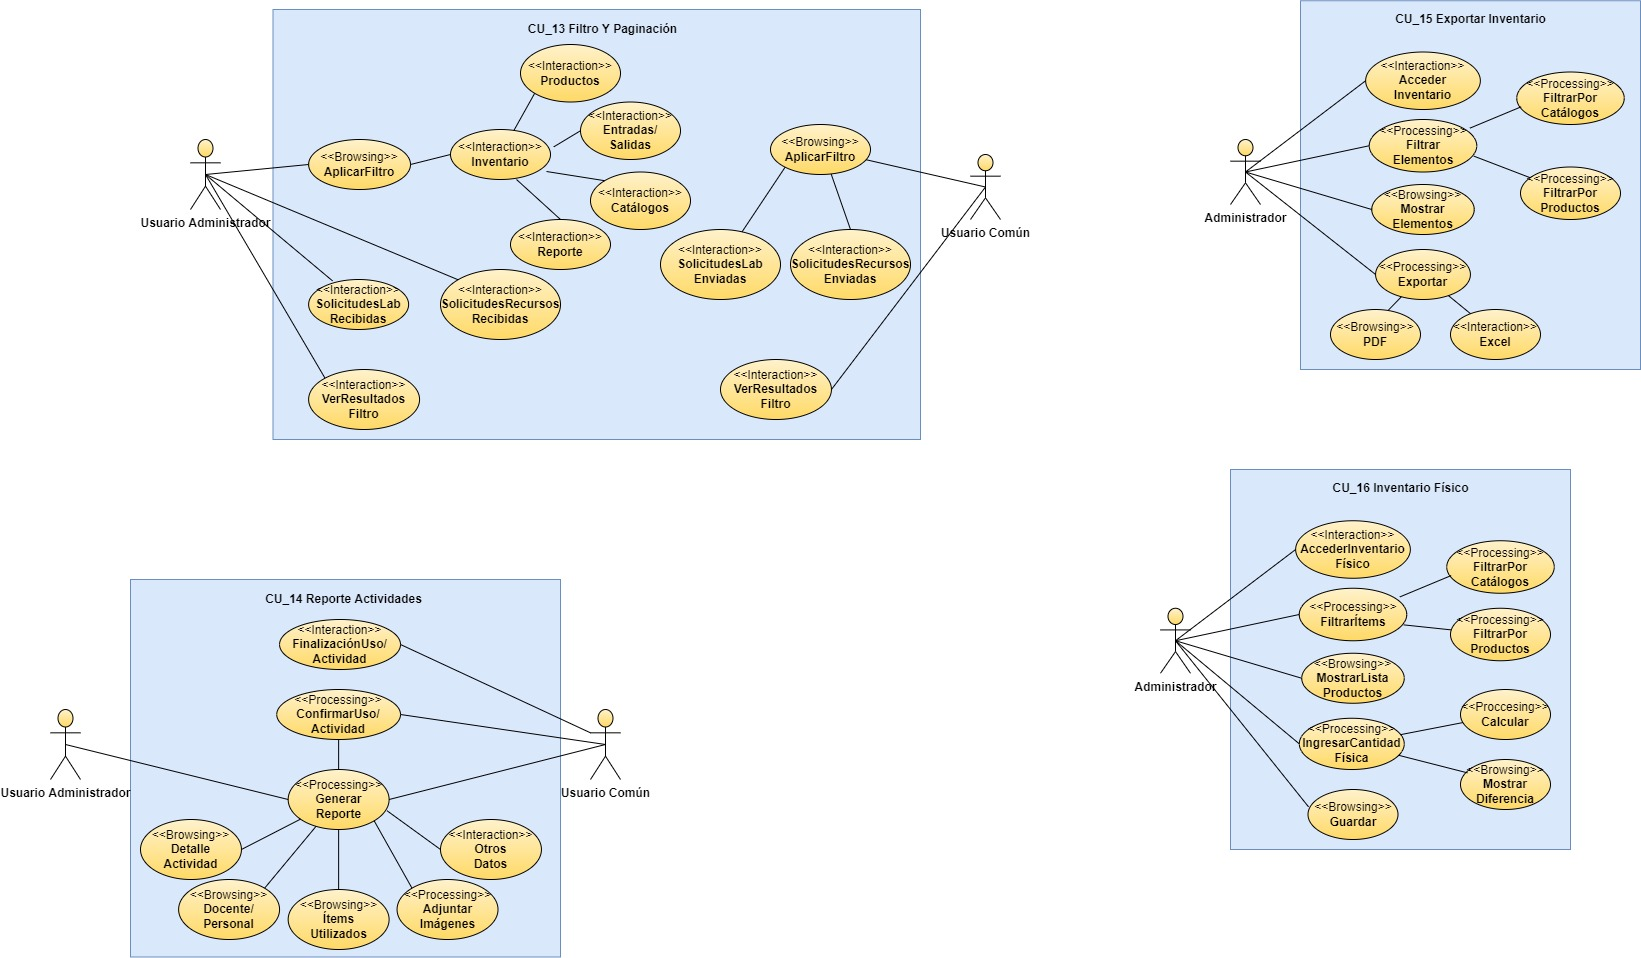 CU_13 Filtro Y Paginación
<<Interaction>>
Productos
<<Interaction>>
Entradas/
Salidas
<<Browsing>>
AplicarFiltro
<<Interaction>>
Inventario
<<Interaction>>
Catálogos
<<Interaction>>
Reporte
<<Browsing>>
AplicarFiltro
Usuario Administrador
Usuario Común
<<Interaction>>
SolicitudesLab
Enviadas
<<Interaction>>
SolicitudesRecursos
Enviadas
<<Interaction>>
SolicitudesLab
Recibidas
<<Interaction>>
SolicitudesRecursos
Recibidas
<<Interaction>>
VerResultados
Filtro
<<Interaction>>
VerResultados
Filtro
CU_15 Exportar Inventario
<<Interaction>>
Acceder
Inventario
<<Processing>>
FiltrarPor
Catálogos
<<Processing>>
Filtrar
Elementos
<<Processing>>
FiltrarPor
Productos
<<Browsing>>
Mostrar
Elementos
Administrador
<<Processing>>
Exportar
<<Browsing>>
PDF
<<Interaction>>
Excel
CU_14 Reporte Actividades
<<Interaction>>
FinalizaciónUso/
Actividad
<<Processing>>
ConfirmarUso/
Actividad
Usuario Administrador
Usuario Común
<<Processing>>
Generar
Reporte
<<Browsing>>
Detalle
Actividad
<<Interaction>>
Otros
Datos
<<Browsing>>
Docente/
Personal
<<Browsing>>
Ítems
Utilizados
<<Processing>>
Adjuntar
Imágenes
CU_16 Inventario Físico
<<Interaction>>
AccederInventario
Físico
<<Processing>>
FiltrarPor
Catálogos
<<Processing>>
FiltrarÍtems
<<Processing>>
FiltrarPor
Productos
<<Browsing>>
MostrarLista
Productos
Administrador
<<Proccesing>>
Calcular
<<Processing>>
IngresarCantidad
Física
<<Browsing>>
Mostrar
Diferencia
<<Browsing>>
Guardar